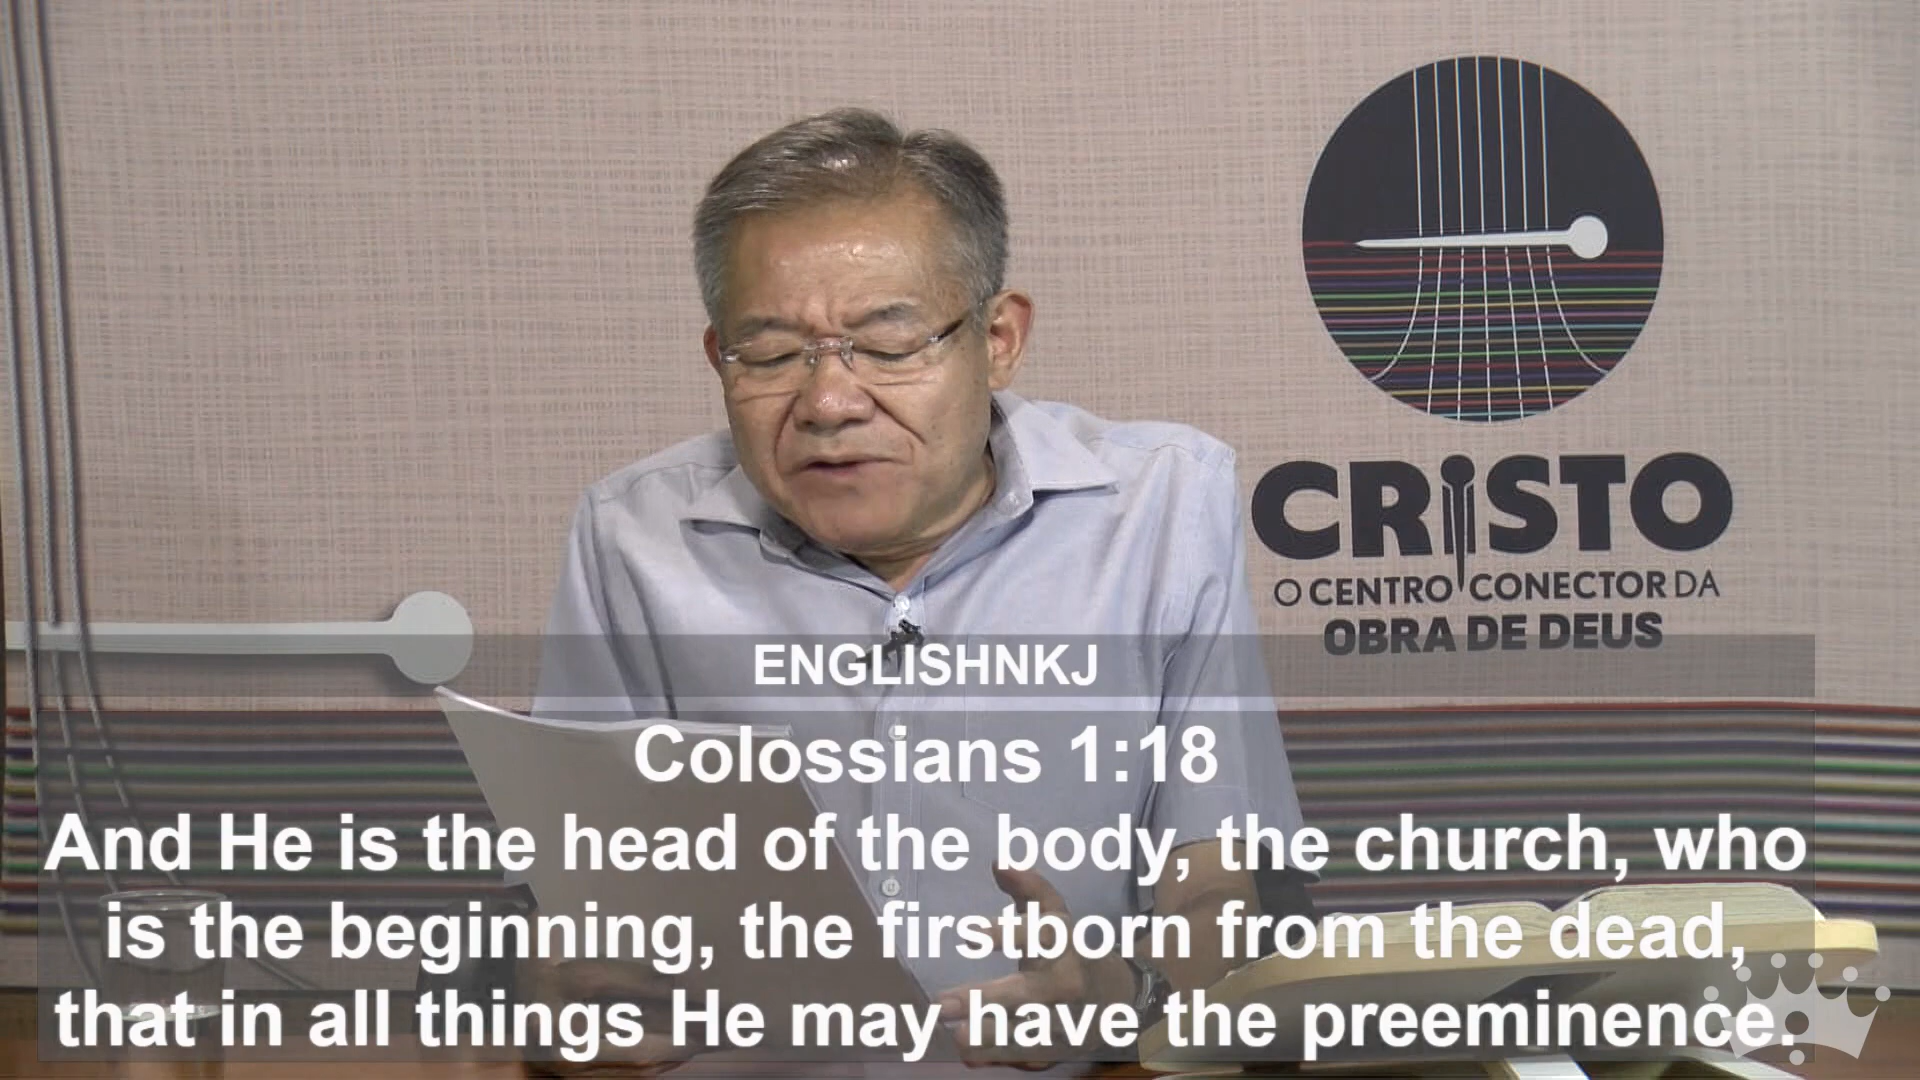 CRISTO
O CENTRO CONECTOR DA
OBRA DE DEUS
ENGLISHNKJ
Colossians 1:18
And He is the head of the body, the church, who
is the beginning, the firstborn from the dead,
that in all things He may have the preeminence.